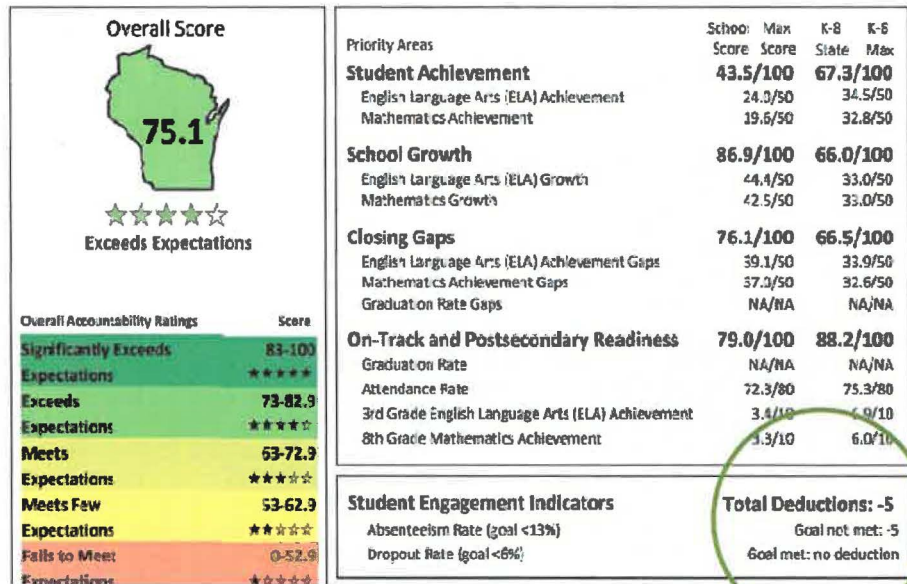 Overall Score
75.1
Exceeds Expectations
Overall Accountability Ratings Score
Significantly Exceeds 83-100
Expectations ★★★★★
Exceeds 73-82.9
Expectations ★★★★☆
Meets 63-72.9
Expectations ★★★☆☆
Meets Few 53-62.9
Expectations ★★☆☆☆
Fails to Meet 0-52.9
Expectations ★☆☆☆☆
Priority Areas
School Max K-8 K-8
Score Score State Max
Student Achievement 43.5/100 67.3/100
English Language Arts (ELA) Achievement 24.0/50 34.5/50
Mathematics Achievement 19.6/50 32.8/50
School Growth 86.9/100 66.0/100
English Language Arts (ELA) Growth 44.4/50 33.0/50
Mathematics Growth 42.5/50 33.0/50
Closing Gaps 76.1/100 66.5/100
English Language Arts (ELA) Achievement Gaps 39.1/50 33.9/50
Mathematics Achievement Gaps 37.0/50 32.6/50
Graduation Rate Gaps NA/NA NA/NA
On-Track and Postsecondary Readiness 79.0/100 88.2/100
Graduation Rate NA/NA NA/NA
Attendance Rate 72.3/80 75.3/80
3rd Grade English Language Arts (ELA) Achievement 3.4/10 6.9/10
8th Grade Mathematics Achievement 3.3/10 6.0/10
Student Engagement Indicators Total Deductions: -5
Absenteeism Rate (goal <13%) Goal not met: -5
Dropout Rate (goal <6%) Goal met: no deduction